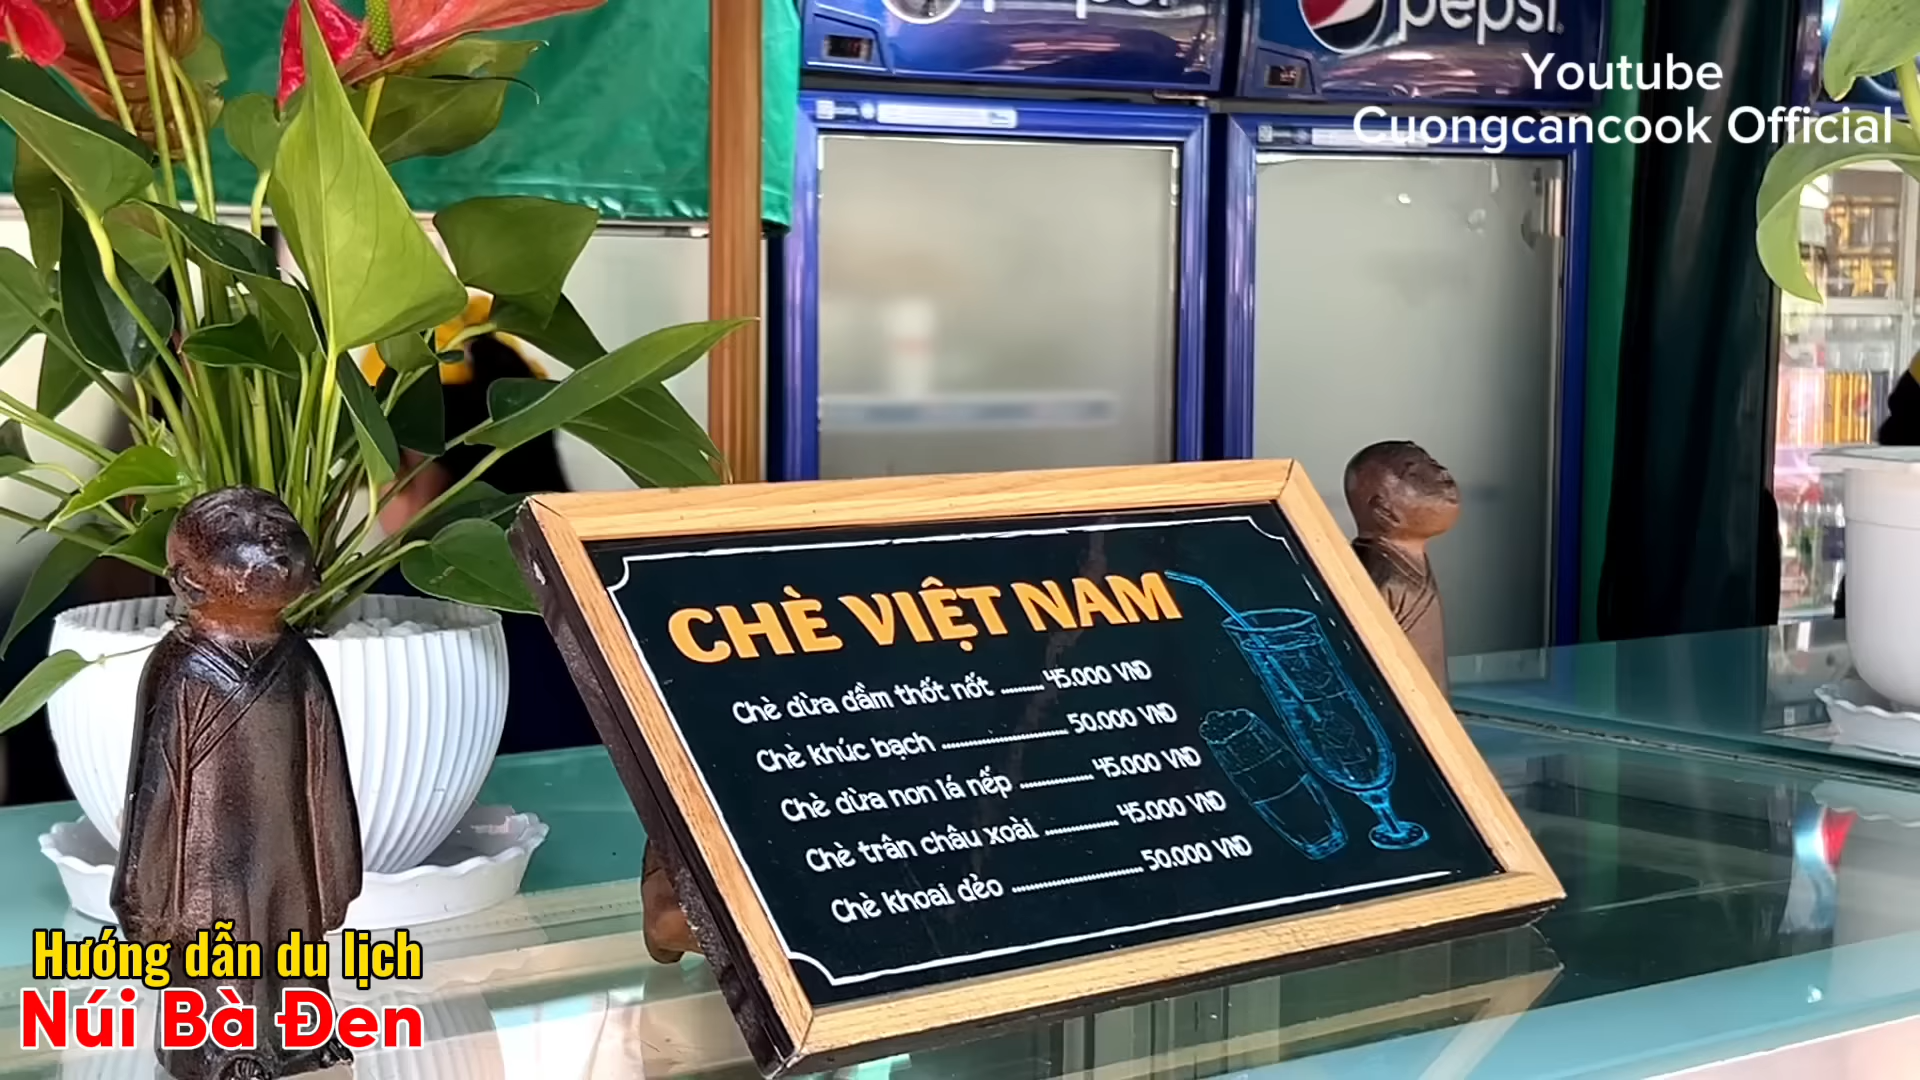 pepsi
Youtube
Cuongcancook Official
CHÈ VIỆT NAM
Chè dừa dầm thốt nốt .......... 45.000 VND
Chè khúc bạch .............................. 50.000 VND
Chè dừa non lá nếp ................. 45.000 VND
Chè trân châu xoài ................. 45.000 VND
Chè khoai dẻo ............................... 50.000 VND
Hướng dẫn du lịch
Núi Bà Đen